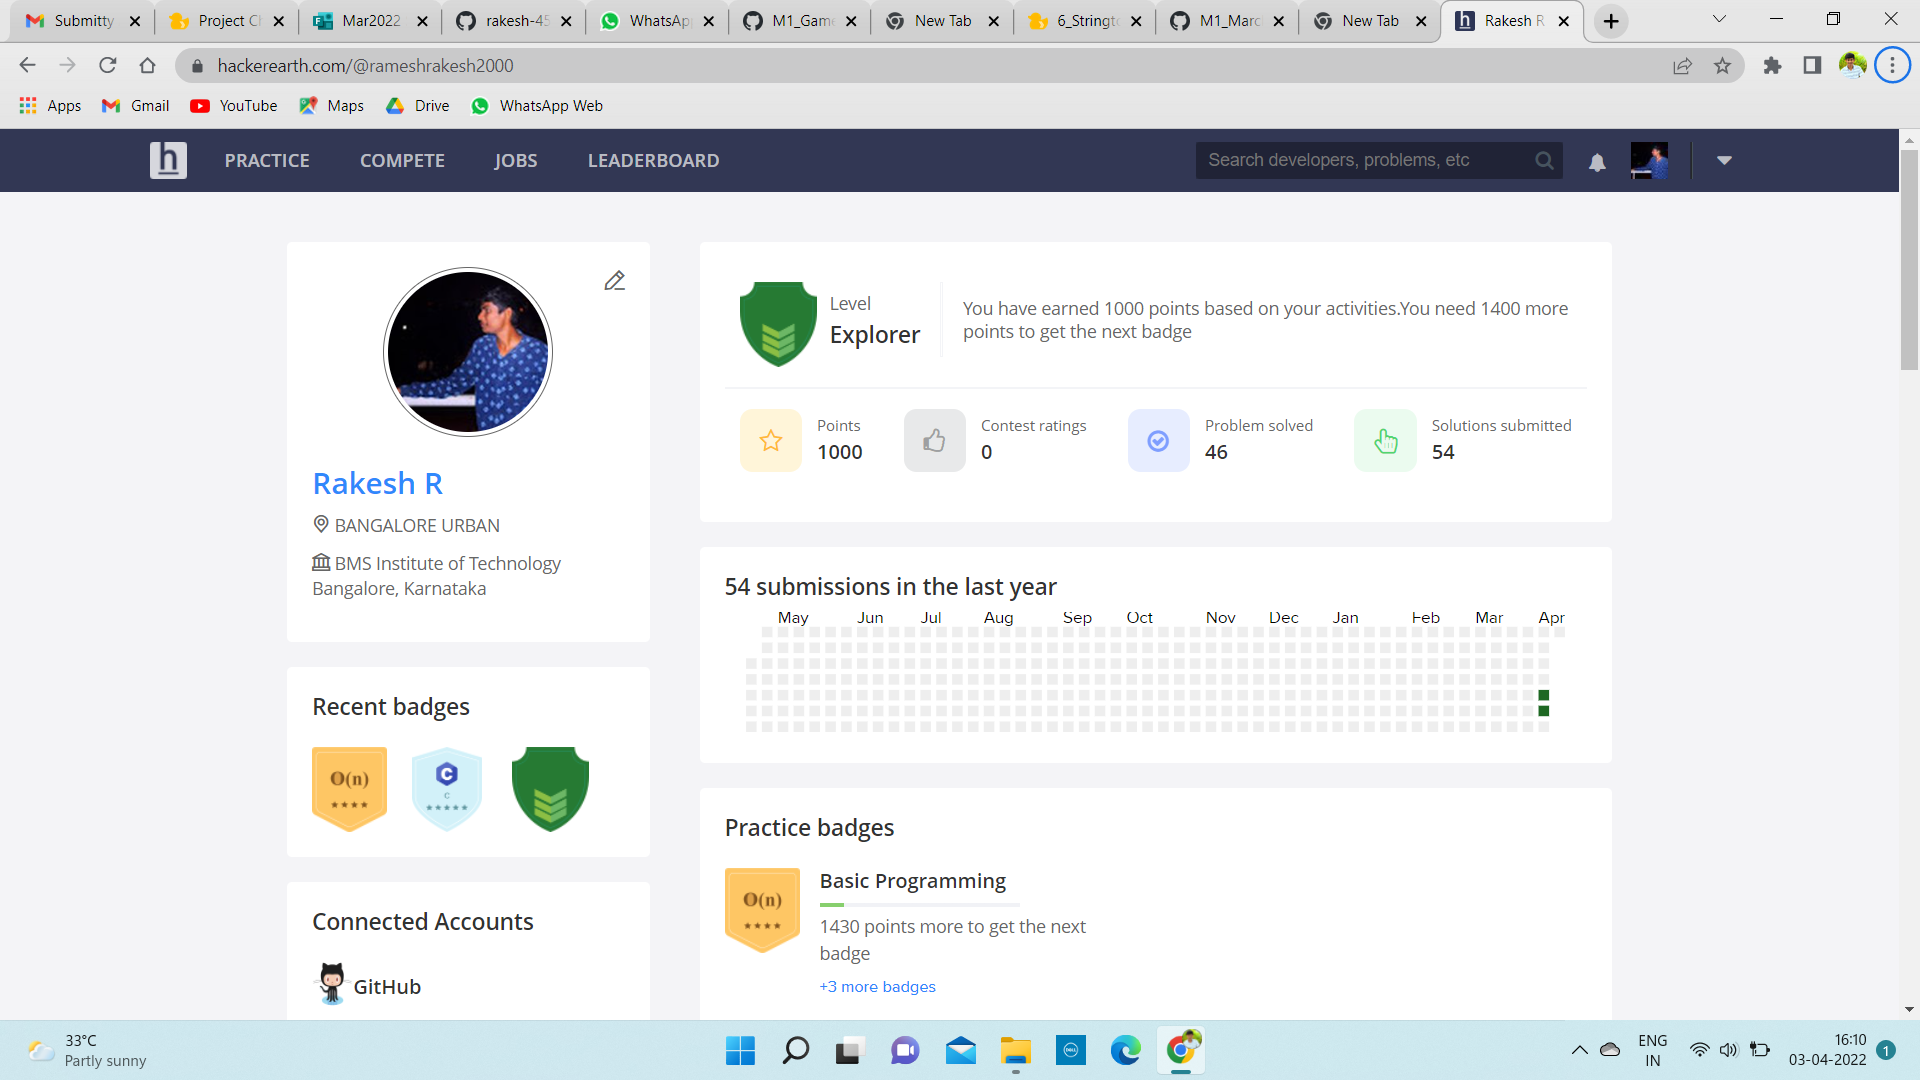 Submitty
Project C
Mar2022
rakesh-45
WhatsAp
M1_Gam
New Tab
6_Stringt
M1_Marc
New Tab
Rakesh R
hackerearth.com/@rameshrakesh2000
Apps
Gmail
YouTube
Maps
Drive
WhatsApp Web
h
PRACTICE
COMPETE
JOBS
LEADERBOARD
Search developers, problems, etc
Rakesh R
BANGALORE URBAN
BMS Institute of Technology
Bangalore, Karnataka
Recent badges
O(n)
C
C
Connected Accounts
GitHub
Level
Explorer
You have earned 1000 points based on your activities.You need 1400 more
points to get the next badge
Points
1000
Contest ratings
0
Problem solved
46
Solutions submitted
54
54 submissions in the last year
May Jun Jul Aug Sep Oct Nov Dec Jan Feb Mar Apr
Practice badges
O(n)
Basic Programming
1430 points more to get the next
badge
+3 more badges
33°C
Partly sunny
DELL
ENG
IN
16:10
03-04-2022
1